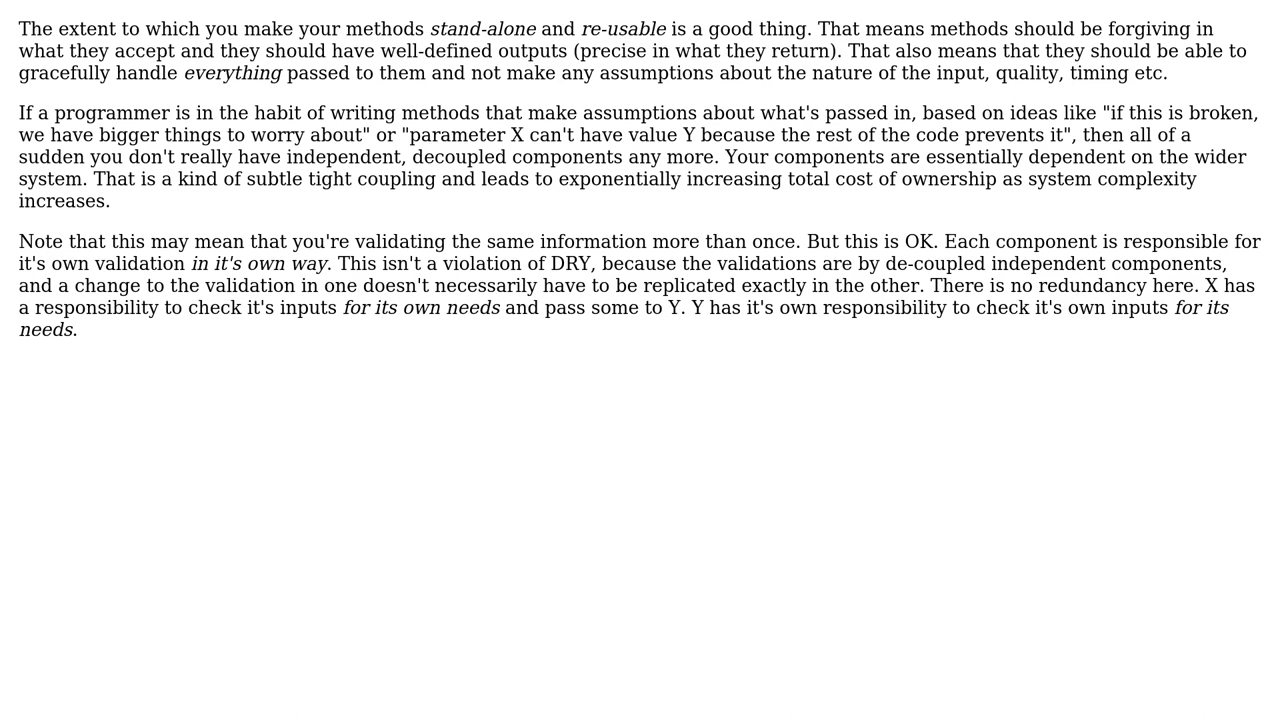 The extent to which you make your methods stand-alone and re-usable is a good thing. That means methods should be forgiving in
what they accept and they should have well-defined outputs (precise in what they return). That also means that they should be able to
gracefully handle everything passed to them and not make any assumptions about the nature of the input, quality, timing etc.
If a programmer is in the habit of writing methods that make assumptions about what's passed in, based on ideas like "if this is broken,
we have bigger things to worry about" or "parameter X can't have value Y because the rest of the code prevents it", then all of a
sudden you don't really have independent, decoupled components any more. Your components are essentially dependent on the wider
system. That is a kind of subtle tight coupling and leads to exponentially increasing total cost of ownership as system complexity
increases.
Note that this may mean that you're validating the same information more than once. But this is OK. Each component is responsible for
it's own validation in it's own way. This isn't a violation of DRY, because the validations are by de-coupled independent components,
and a change to the validation in one doesn't necessarily have to be replicated exactly in the other. There is no redundancy here. X has
a responsibility to check it's inputs for its own needs and pass some to Y. Y has it's own responsibility to check it's own inputs for its
needs.